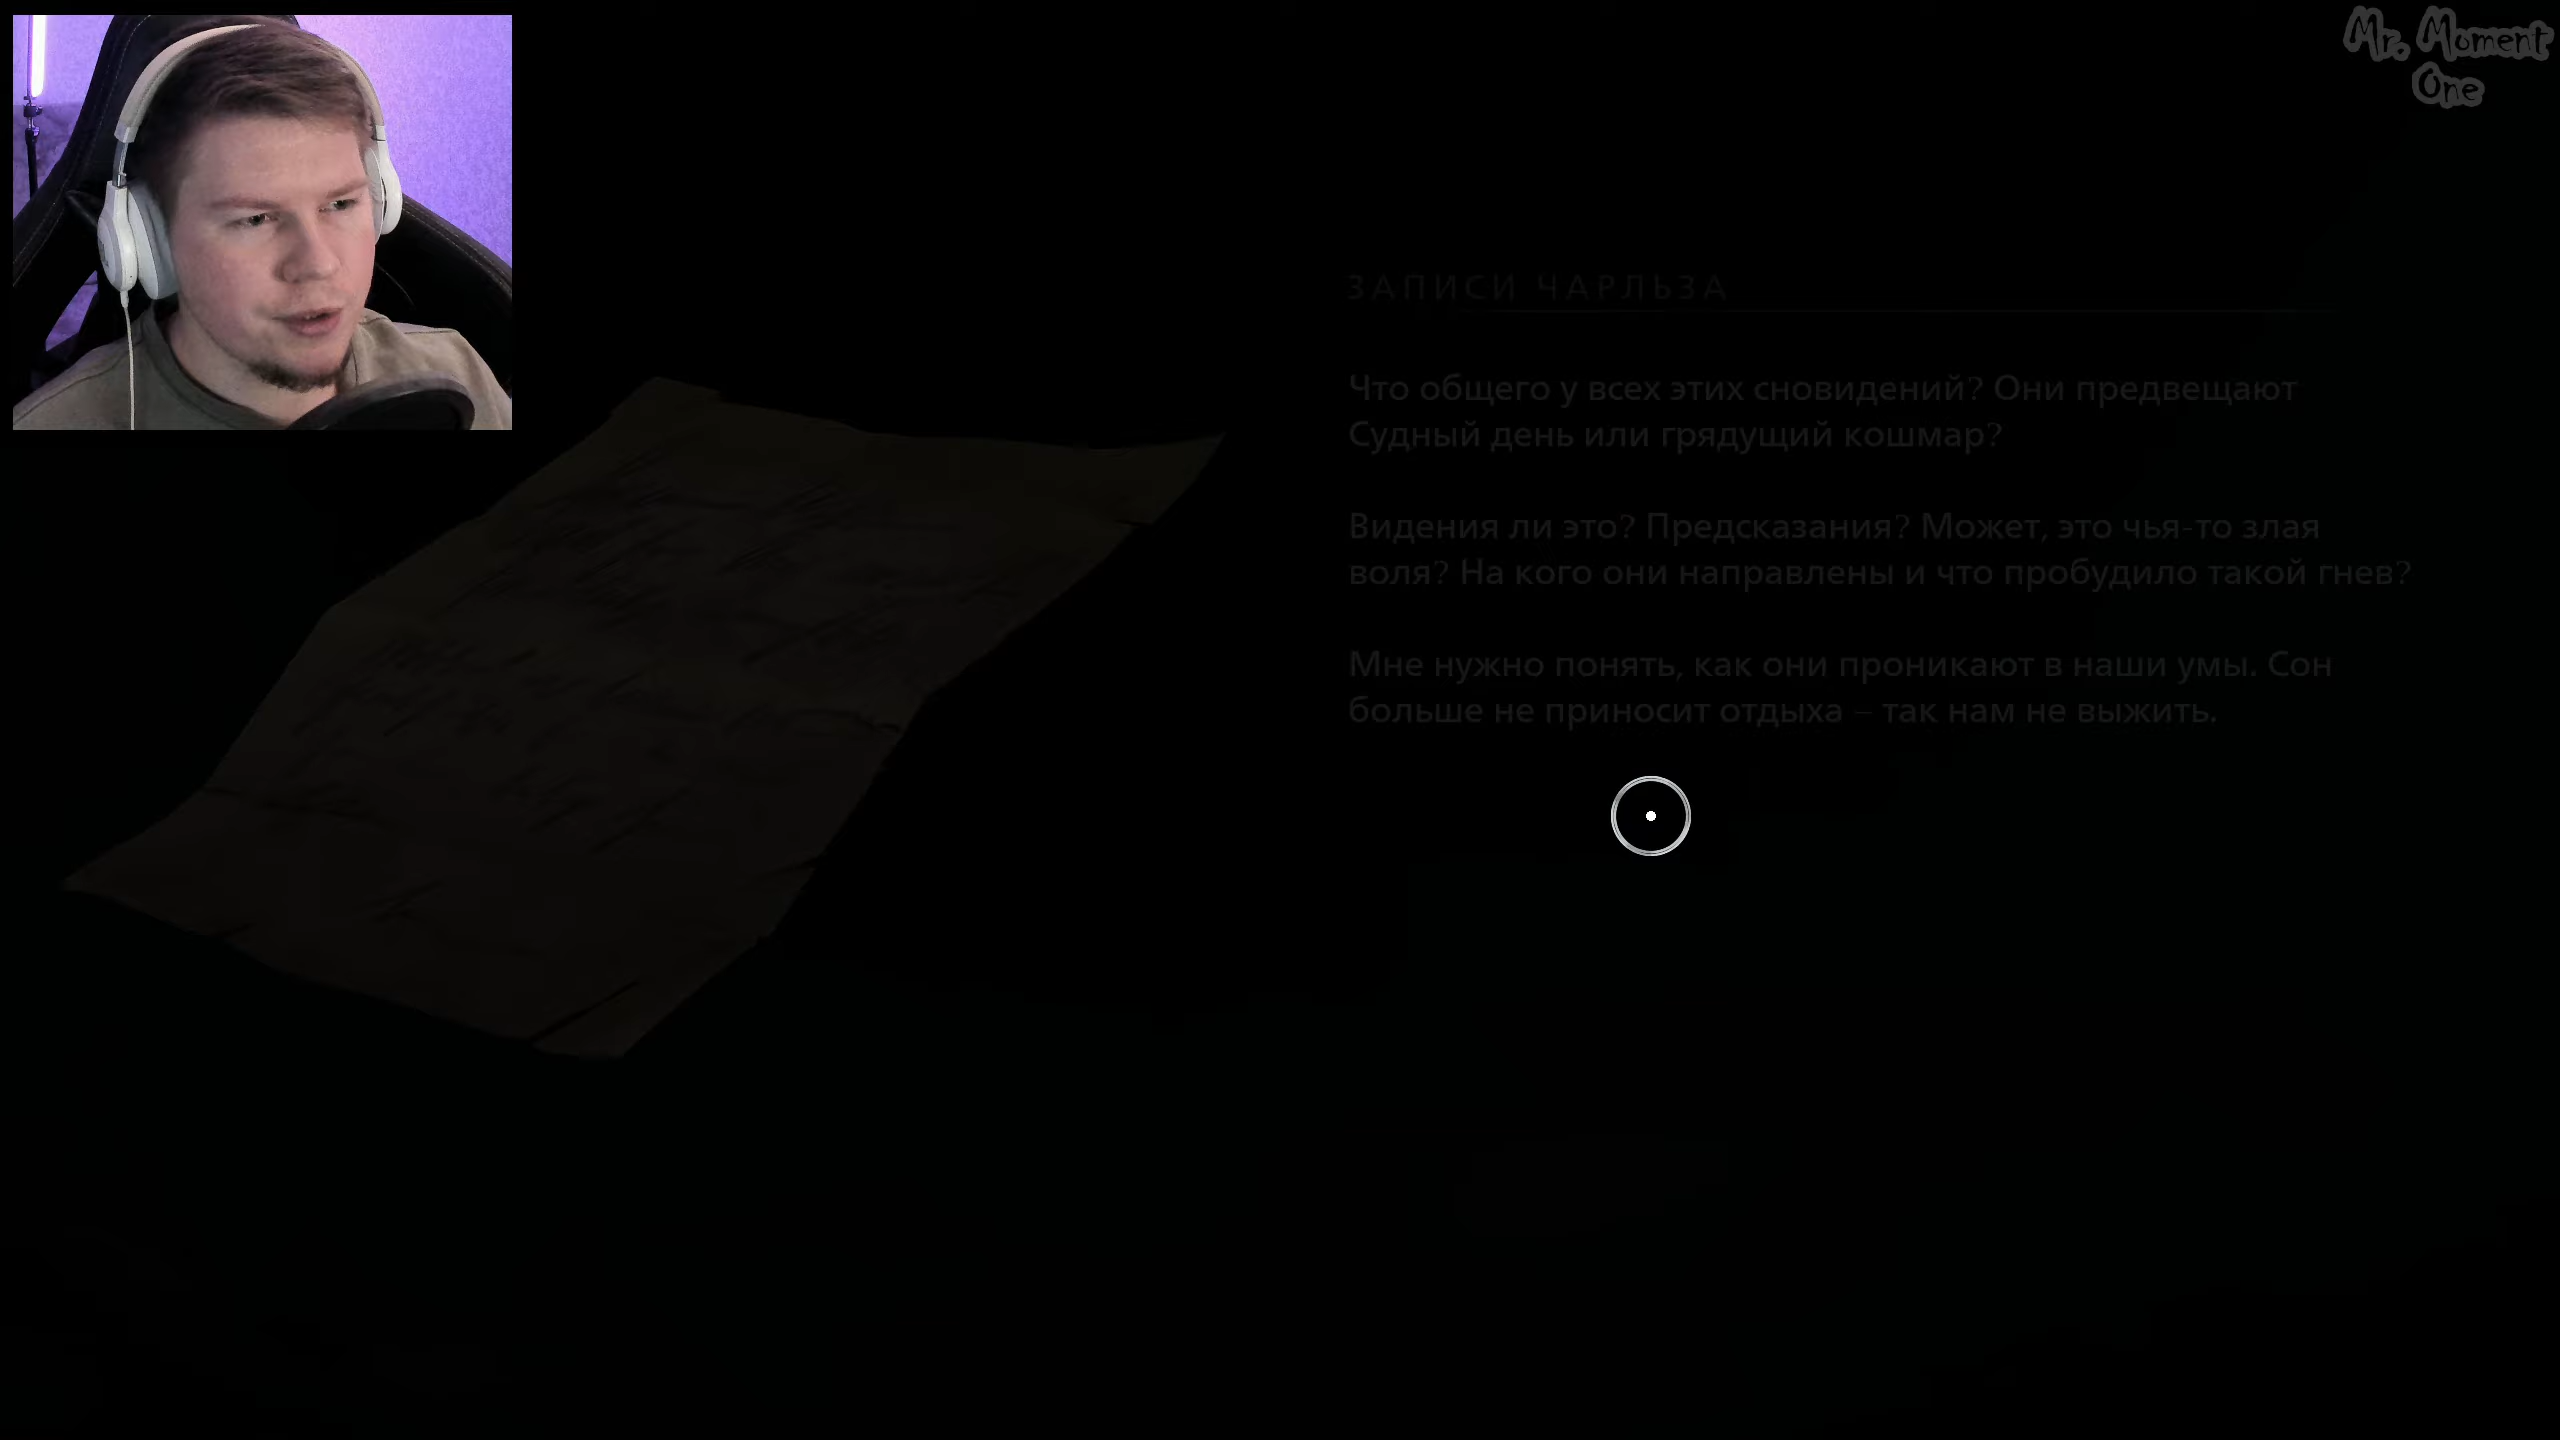 Mr. Moment
One
ЗАПИСИ ЧАРЛЬЗА
Что общего у всех этих сновидений? Они предвещают
Судный день или грядущий кошмар?
Видения ли это? Предсказания? Может, это чья-то злая
воля? На кого они направлены и что пробудило такой гнев?
Мне нужно понять, как они проникают в наши умы. Сон
больше не приносит отдыха – так нам не выжить.